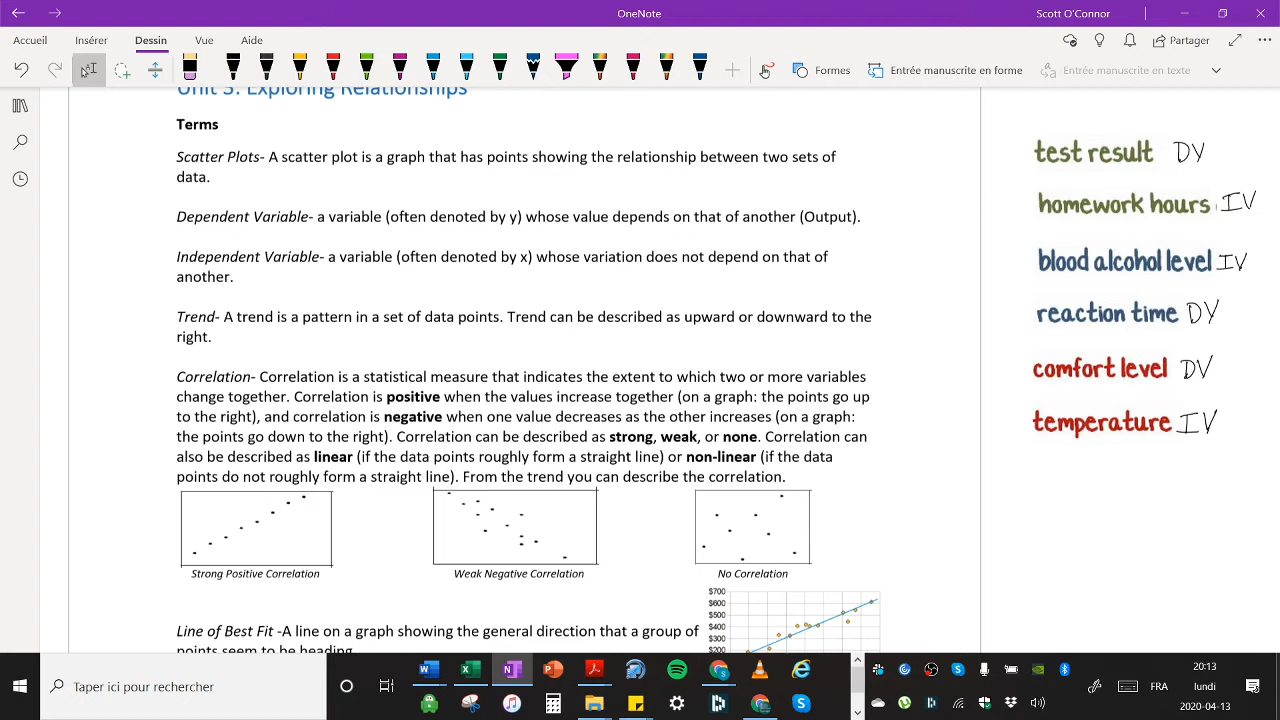 OneNote
Scott O'Connor
Accueil Insérer Dessin Vue Aide
Partager
Formes
Entrée manuscrite en forme
Entrée manuscrite en texte
Unit 5: Exploring Relationships
Terms
Scatter Plots- A scatter plot is a graph that has points showing the relationship between two sets of
data.
Dependent Variable- a variable (often denoted by y) whose value depends on that of another (Output).
Independent Variable- a variable (often denoted by x) whose variation does not depend on that of
another.
Trend- A trend is a pattern in a set of data points. Trend can be described as upward or downward to the
right.
Correlation- Correlation is a statistical measure that indicates the extent to which two or more variables
change together. Correlation is positive when the values increase together (on a graph: the points go up
to the right), and correlation is negative when one value decreases as the other increases (on a graph:
the points go down to the right). Correlation can be described as strong, weak, or none. Correlation can
also be described as linear (if the data points roughly form a straight line) or non-linear (if the data
points do not roughly form a straight line). From the trend you can describe the correlation.
Strong Positive Correlation
Weak Negative Correlation
No Correlation
Line of Best Fit -A line on a graph showing the general direction that a group of
points seem to be heading
$700
$600
$500
$400
$300
$200
test result DV
homework hours IV
blood alcohol level IV
reaction time DV
comfort level DV
temperature IV
Taper ici pour rechercher
FRA
20:13
lundi
2020-04-13